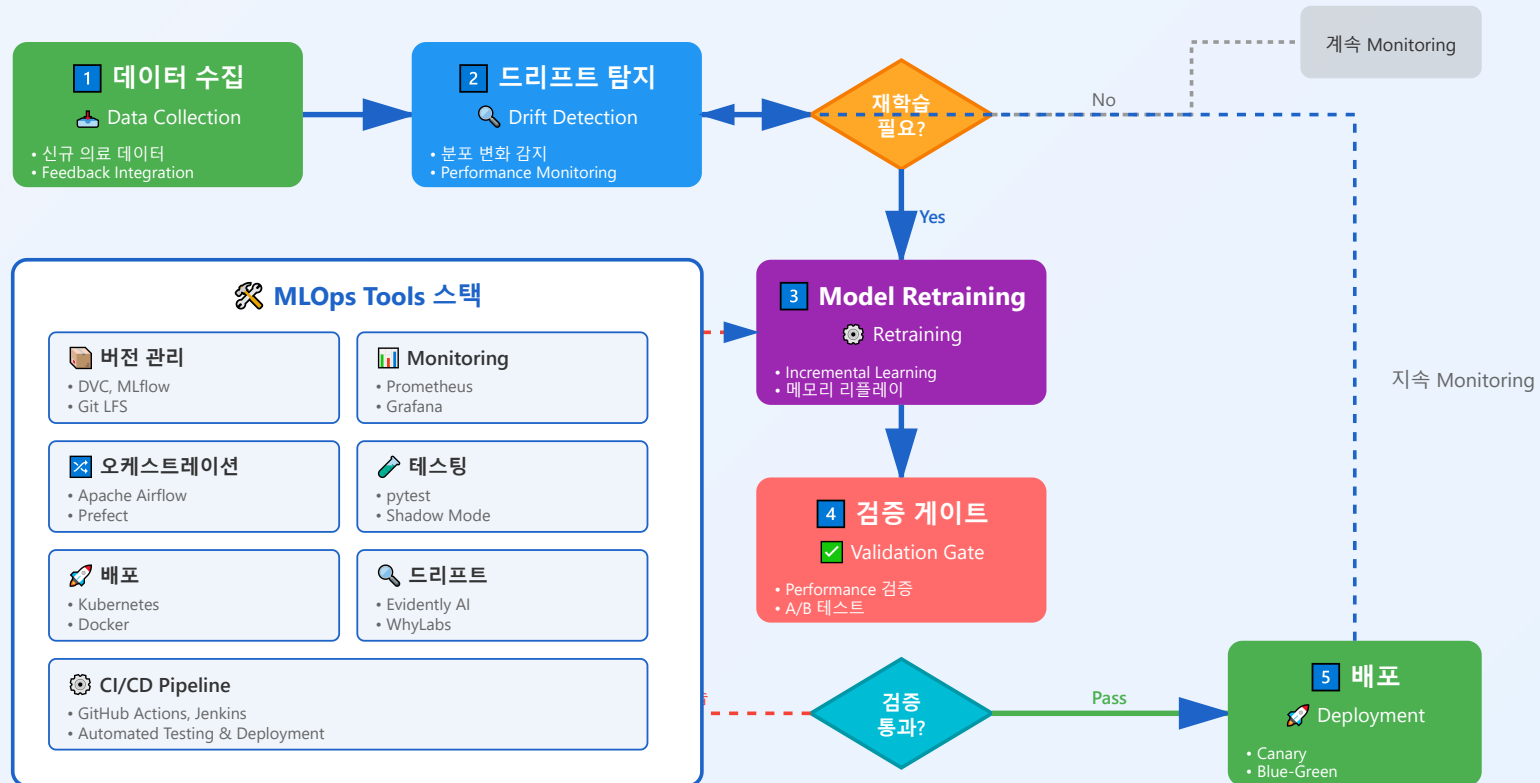 계속 Monitoring
1 데이터 수집
Data Collection
• 신규 의료 데이터
• Feedback Integration
2 드리프트 탐지
Drift Detection
• 분포 변화 감지
• Performance Monitoring
재학습
필요?
No
Yes
🛠 MLOps Tools 스택
버전 관리
• DVC, MLflow
• Git LFS
Monitoring
• Prometheus
• Grafana
오케스트레이션
• Apache Airflow
• Prefect
테스팅
• pytest
• Shadow Mode
배포
• Kubernetes
• Docker
드리프트
• Evidently AI
• WhyLabs
CI/CD Pipeline
• GitHub Actions, Jenkins
• Automated Testing & Deployment
3 Model Retraining
Retraining
• Incremental Learning
• 메모리 리플레이
지속 Monitoring
4 검증 게이트
Validation Gate
• Performance 검증
• A/B 테스트
검증
통과?
Pass
5 배포
Deployment
• Canary
• Blue-Green